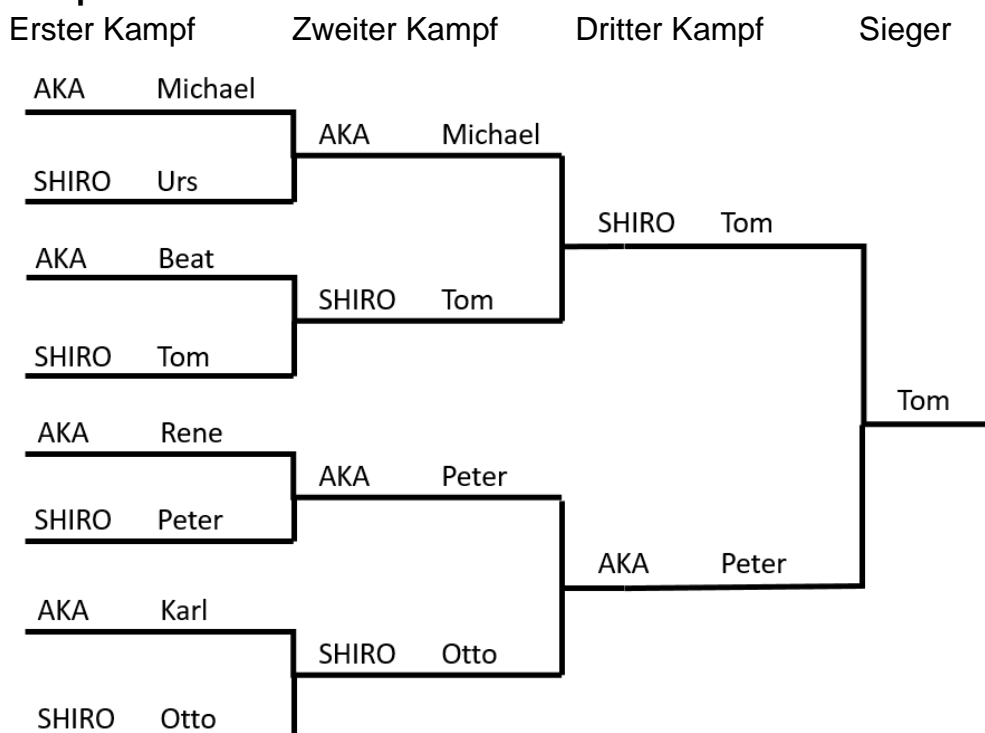 Erster Kampf Zweiter Kampf Dritter Kampf Sieger
AKA Michael
AKA Michael
SHIRO Urs
SHIRO Tom
AKA Beat
SHIRO Tom
SHIRO Tom
Tom
AKA Rene
AKA Peter
SHIRO Peter
AKA Peter
AKA Karl
SHIRO Otto
SHIRO Otto